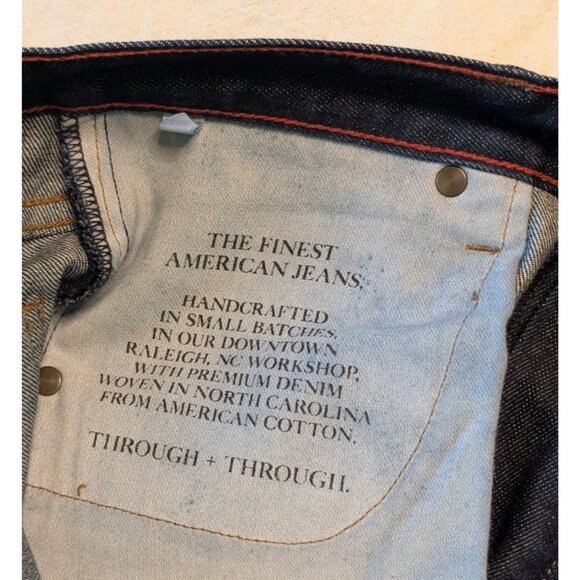 THE FINEST
AMERICAN JEANS,
HANDCRAFTED
IN SMALL BATCHES,
IN OUR DOWNTOWN
RALEIGH, NC WORKSHOP,
WITH PREMIUM DENIM
WOVEN IN NORTH CAROLINA
FROM AMERICAN COTTON.
THROUGH + THROUGH.